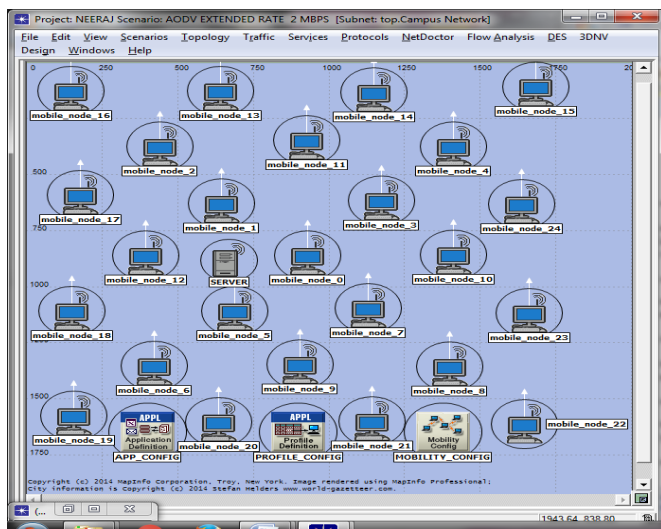 Project: NEERAJ Scenario: AODV EXTENDED RATE 2 MBPS [Subnet: top.Campus Network]
File Edit View Scenarios Topology Traffic Services Protocols NetDoctor Flow Analysis DES 3DNV
Design Windows Help
0 250 500 750 1000 1250 1500 1750 20
mobile_node_16 mobile_node_13 mobile_node_14 mobile_node_15
mobile_node_2 mobile_node_11 mobile_node_4
500
mobile_node_17 mobile_node_1 mobile_node_3 mobile_node_24
750
mobile_node_12 SERVER mobile_node_0 mobile_node_10
1000
mobile_node_18 mobile_node_5 mobile_node_7 mobile_node_23
mobile_node_6 mobile_node_9 mobile_node_8
1500
APPL APPL
Application Definition Profile Definition Mobility Config
mobile_node_19 mobile_node_20 mobile_node_21 mobile_node_22
1750
APP_CONFIG PROFILE_CONFIG MOBILITY_CONFIG
Copyright (c) 2014 MapInfo Corporation, Troy, New York. Image rendered using MapInfo Professional;
City information is Copyright (c) 2014 Stefan Helders www.world-gazetteer.com.
(...
1943.64, 838.80